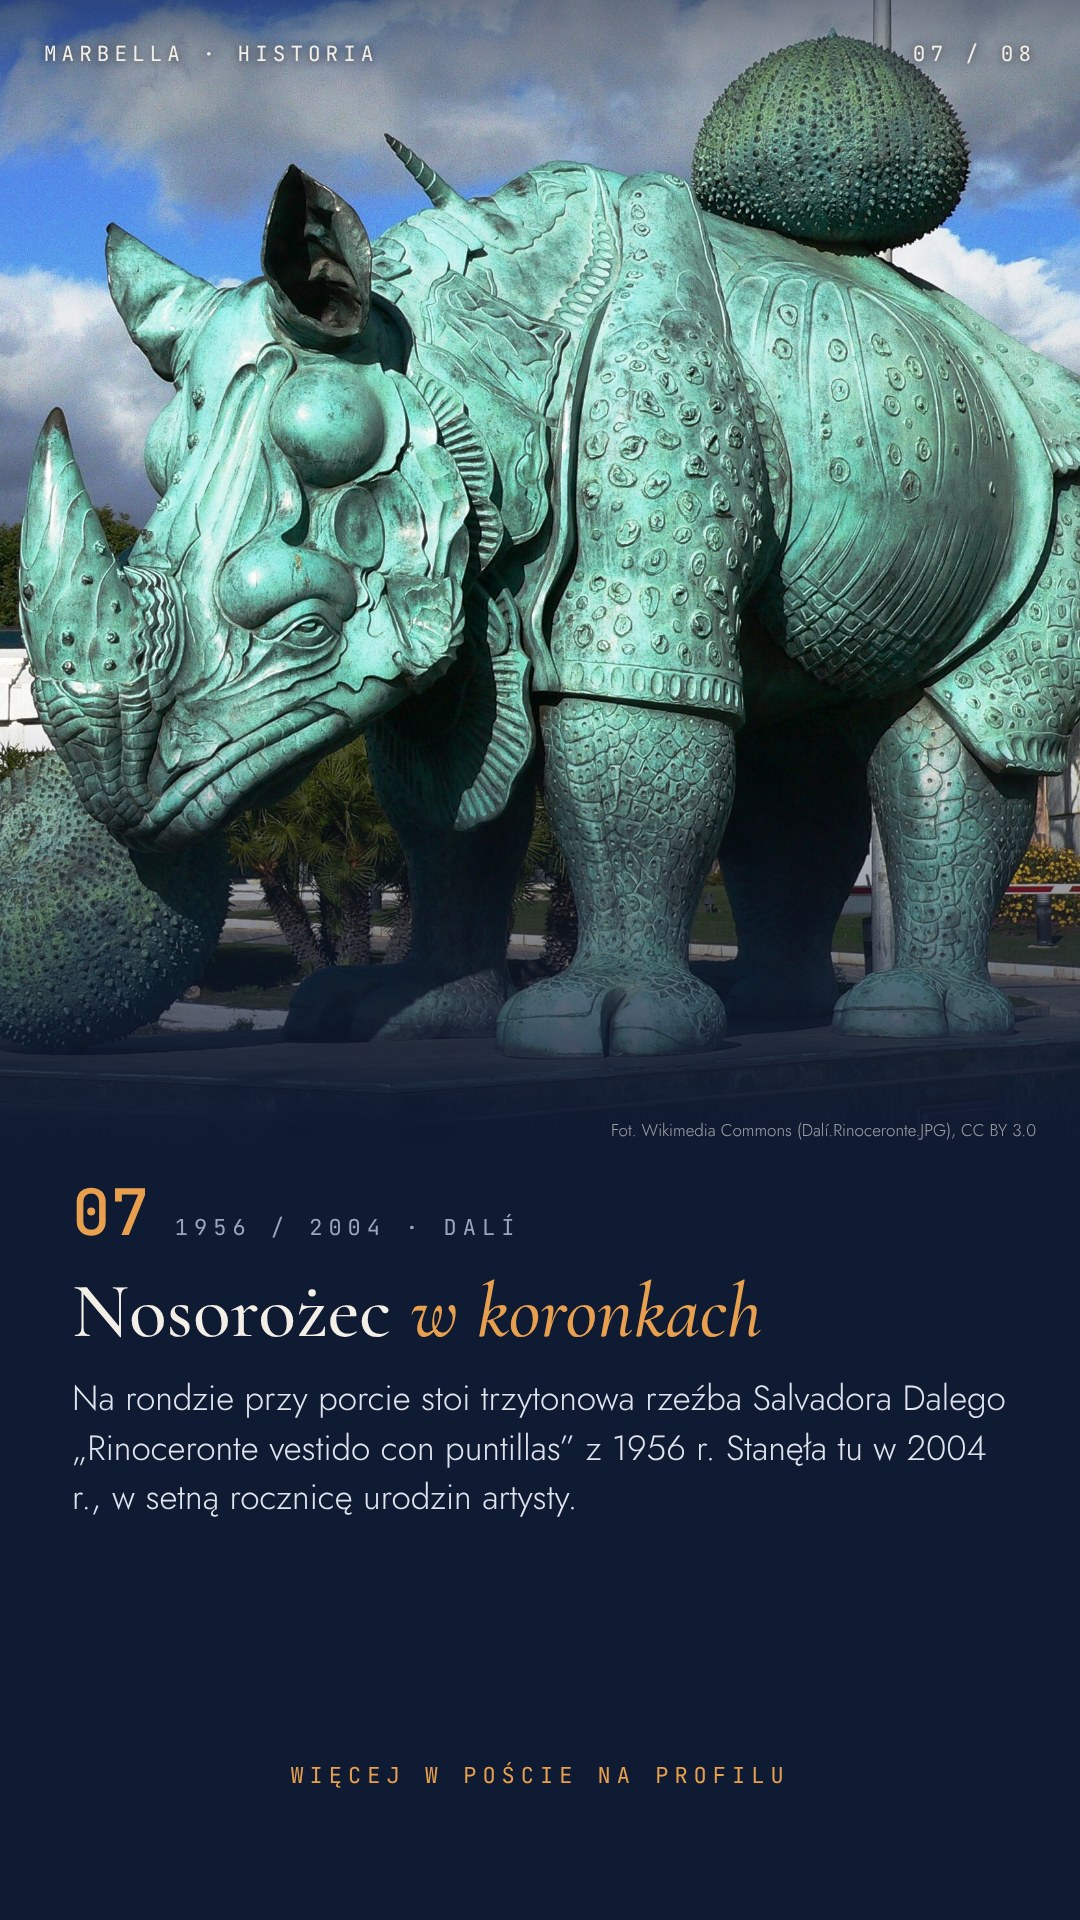 MARBELLA · HISTORIA
07 / 08
Fot. Wikimedia Commons (Dalí.Rinoceronte.JPG), CC BY 3.0
07 1956 / 2004 · DALÍ
Nosorożec w koronkach
Na rondzie przy porcie stoi trzytonowa rzeźba Salvadora Dalego
„Rinoceronte vestido con puntillas” z 1956 r. Stanęła tu w 2004
r., w setną rocznicę urodzin artysty.
WIĘCEJ W POŚCIE NA PROFILU